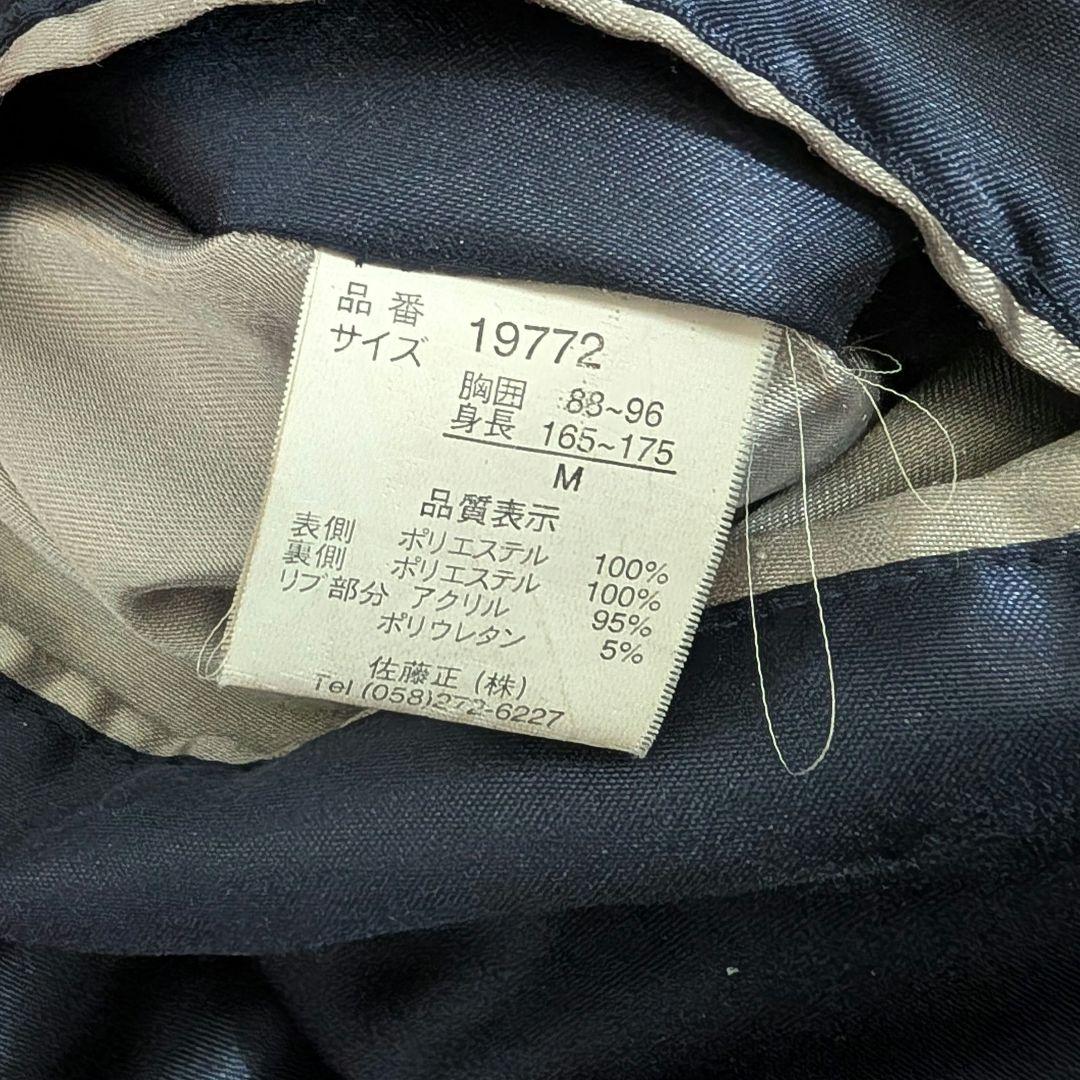 品番 19772
サイズ
胸囲 88~96
身長 165~175
M
品質表示
表側 ポリエステル 100%
裏側 ポリエステル 100%
リブ部分 アクリル 95%
ポリウレタン 5%
佐藤正(株)
Tel (058)272-6227